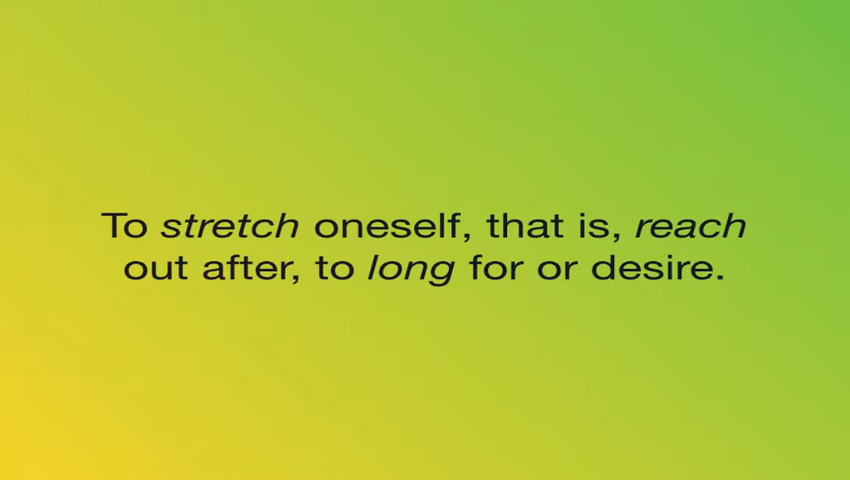 To stretch oneself, that is, reach
out after, to long for or desire.